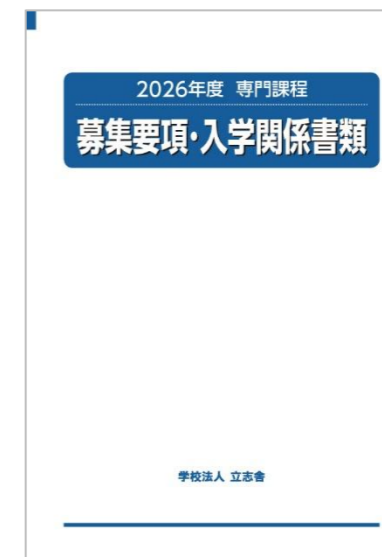 2026年度 専門課程
募集要項・入学関係書類
学校法人 立志舎